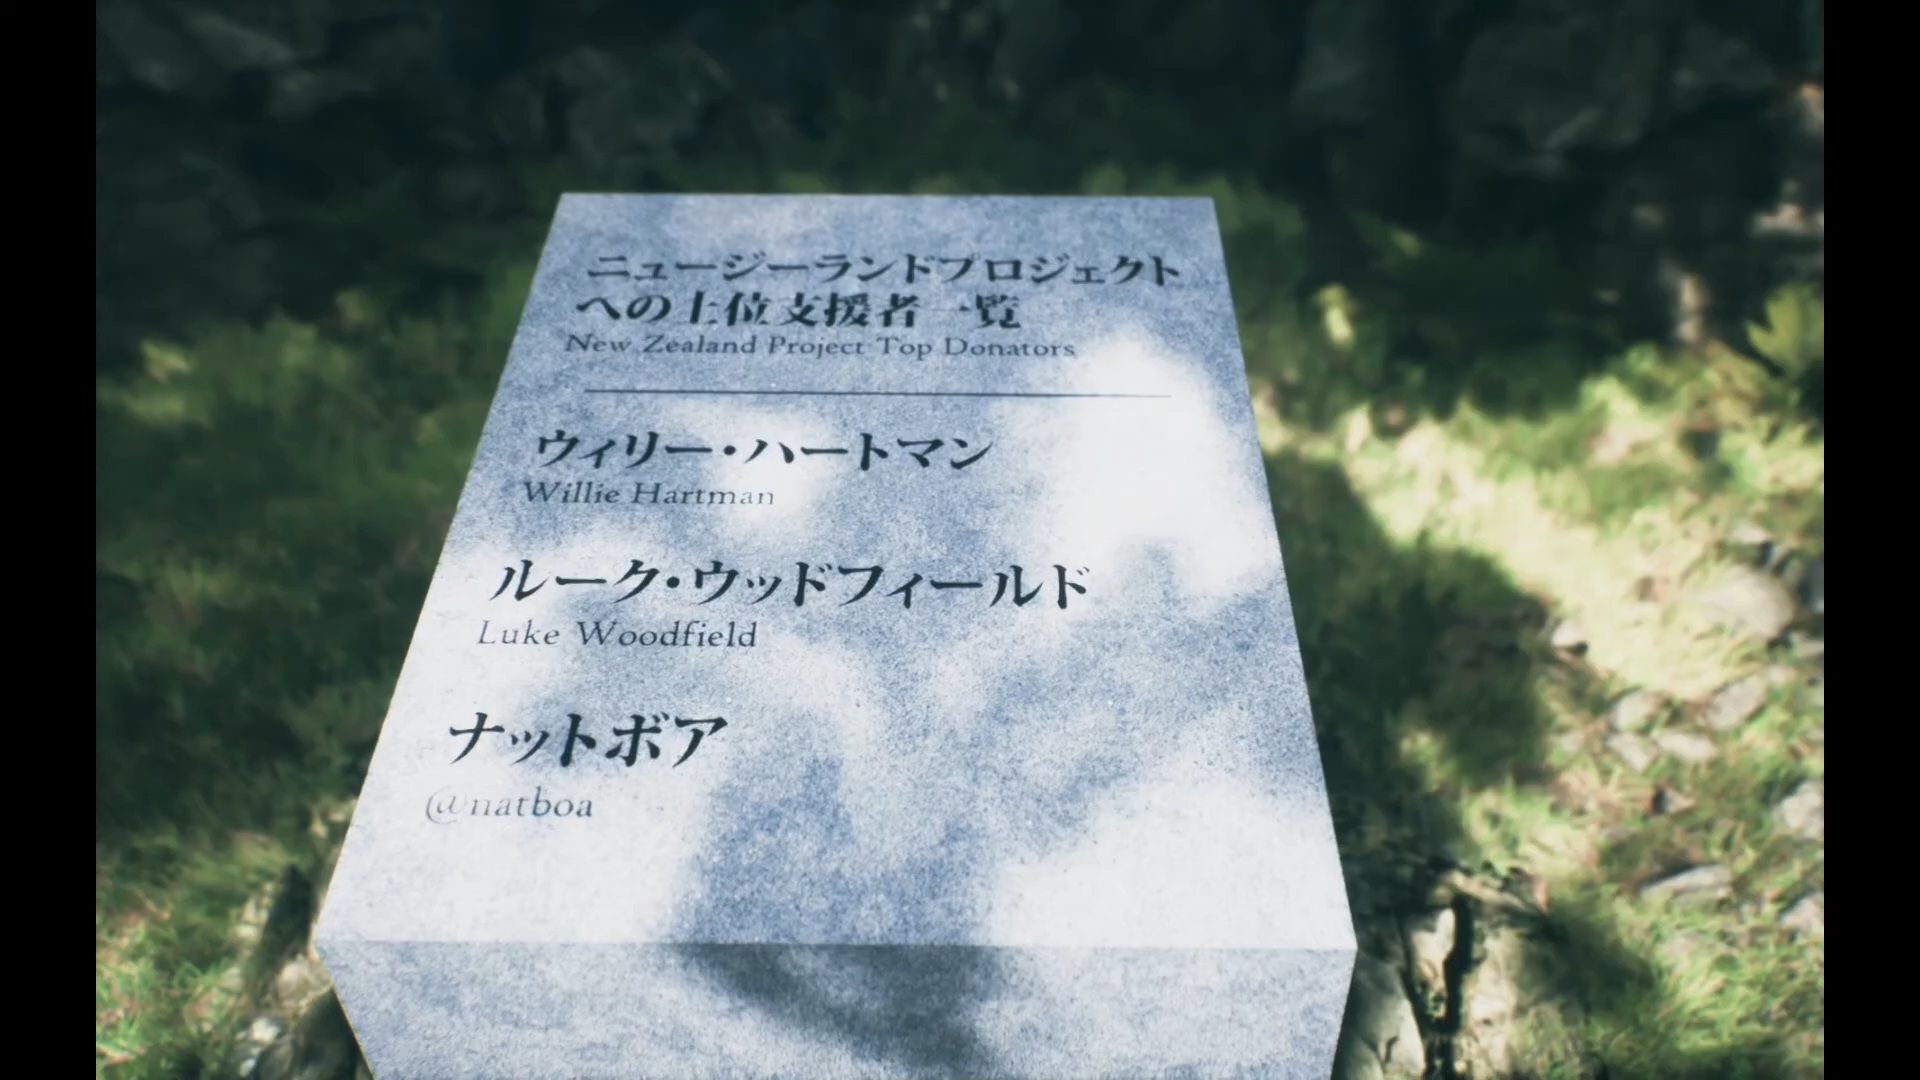 ニュージーランドプロジェクト
への上位支援者一覧
New Zealand Project Top Donators
ウィリー・ハートマン
Willie Hartman
ルーク・ウッドフィールド
Luke Woodfield
ナットボア
@natboa